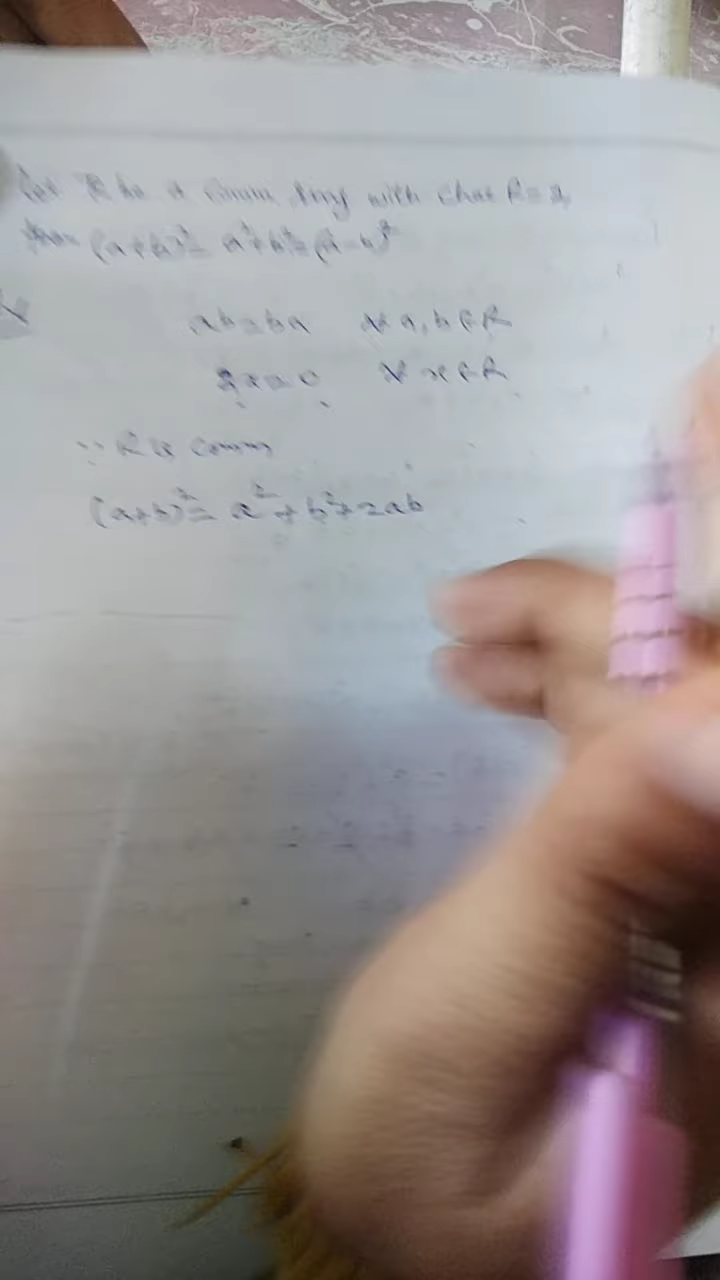 Let R be a Comm Ring with Char R = 2,
then (a+b)² = a²+b² = (a-b)²
ab = ba ∀ a, b ∈ R
2x = 0 ∀ x ∈ R
∵ R is Comm
(a+b)² = a² + b² + 2ab